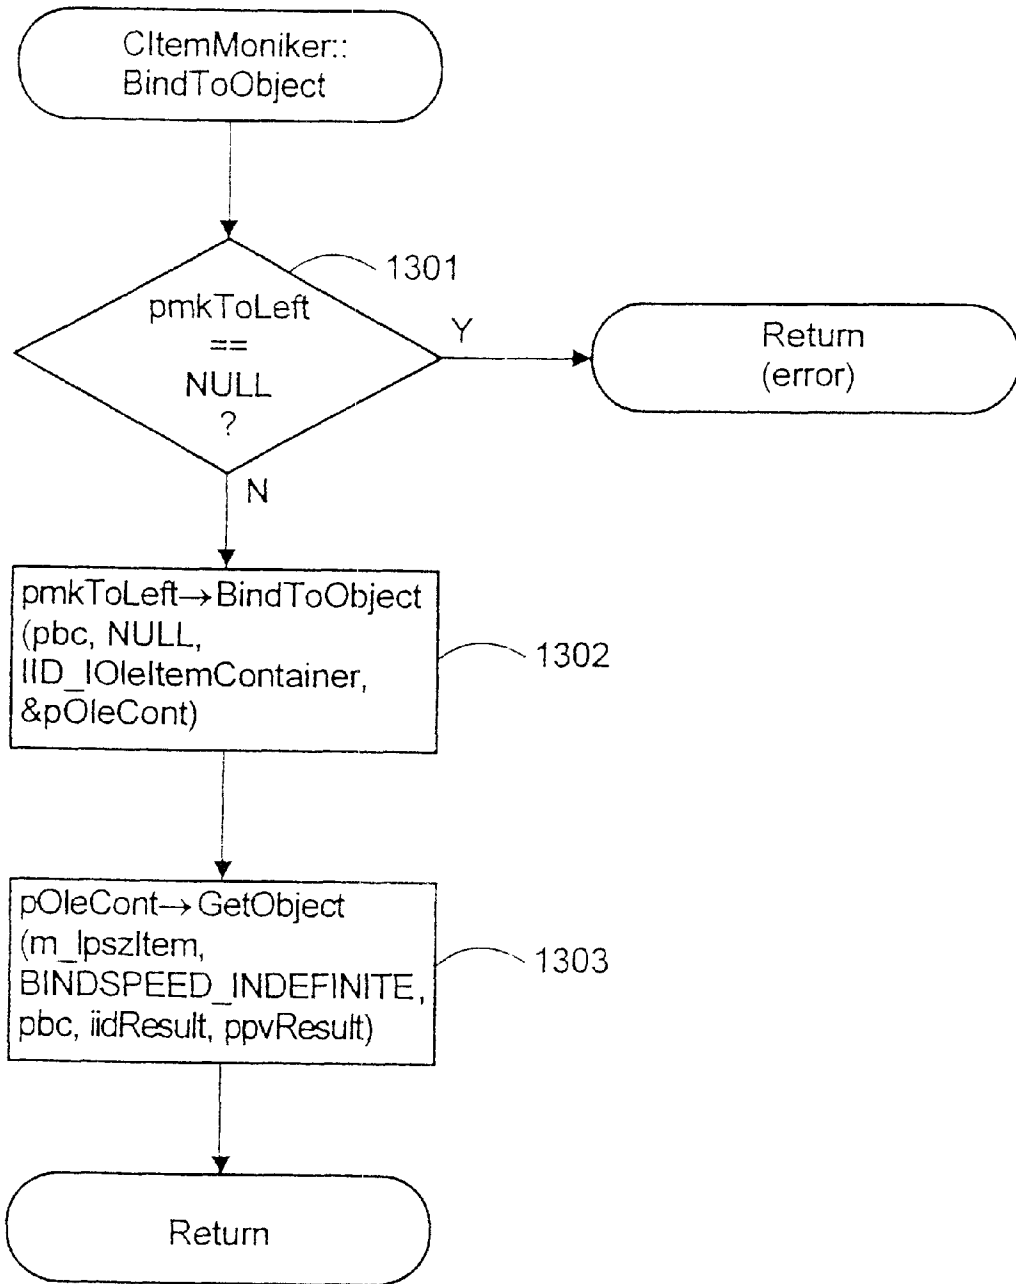 CItemMoniker::
BindToObject
1301
pmkToLeft
==
NULL
?
Y
Return
(error)
N
pmkToLeft→BindToObject
(pbc, NULL,
IID_IOleItemContainer,
&pOleCont)
1302
pOleCont→GetObject
(m_lpszItem,
BINDSPEED_INDEFINITE,
pbc, iidResult, ppvResult)
1303
Return